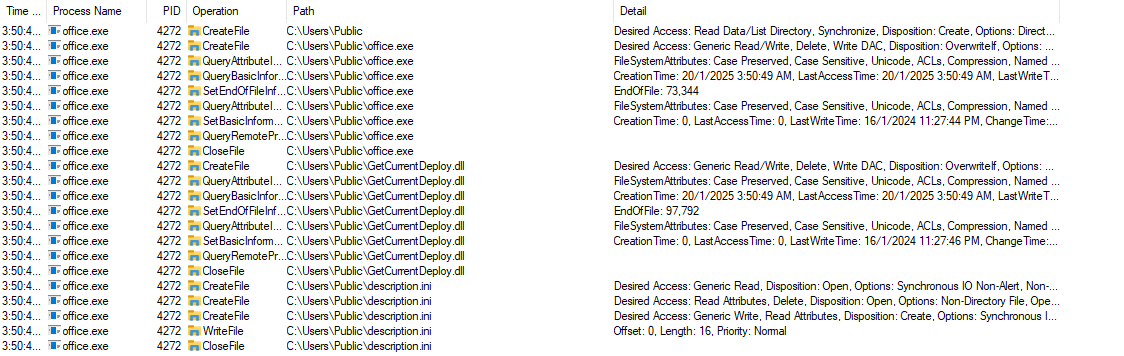 Time ... Process Name PID Operation Path Detail
3:50:4... office.exe 4272 CreateFile C:\Users\Public Desired Access: Read Data/List Directory, Synchronize, Disposition: Create, Options: Direct...
3:50:4... office.exe 4272 CreateFile C:\Users\Public\office.exe Desired Access: Generic Read/Write, Delete, Write DAC, Disposition: OverwriteIf, Options: ...
3:50:4... office.exe 4272 QueryAttributeI... C:\Users\Public\office.exe FileSystemAttributes: Case Preserved, Case Sensitive, Unicode, ACLs, Compression, Named ...
3:50:4... office.exe 4272 QueryBasicInfor... C:\Users\Public\office.exe CreationTime: 20/1/2025 3:50:49 AM, LastAccessTime: 20/1/2025 3:50:49 AM, LastWriteT...
3:50:4... office.exe 4272 SetEndOfFileInf... C:\Users\Public\office.exe EndOfFile: 73,344
3:50:4... office.exe 4272 QueryAttributeI... C:\Users\Public\office.exe FileSystemAttributes: Case Preserved, Case Sensitive, Unicode, ACLs, Compression, Named ...
3:50:4... office.exe 4272 SetBasicInform... C:\Users\Public\office.exe CreationTime: 0, LastAccessTime: 0, LastWriteTime: 16/1/2024 11:27:44 PM, ChangeTime:...
3:50:4... office.exe 4272 QueryRemotePr... C:\Users\Public\office.exe
3:50:4... office.exe 4272 CloseFile C:\Users\Public\office.exe
3:50:4... office.exe 4272 CreateFile C:\Users\Public\GetCurrentDeploy.dll Desired Access: Generic Read/Write, Delete, Write DAC, Disposition: OverwriteIf, Options: ...
3:50:4... office.exe 4272 QueryAttributeI... C:\Users\Public\GetCurrentDeploy.dll FileSystemAttributes: Case Preserved, Case Sensitive, Unicode, ACLs, Compression, Named ...
3:50:4... office.exe 4272 QueryBasicInfor... C:\Users\Public\GetCurrentDeploy.dll CreationTime: 20/1/2025 3:50:49 AM, LastAccessTime: 20/1/2025 3:50:49 AM, LastWriteT...
3:50:4... office.exe 4272 SetEndOfFileInf... C:\Users\Public\GetCurrentDeploy.dll EndOfFile: 97,792
3:50:4... office.exe 4272 QueryAttributeI... C:\Users\Public\GetCurrentDeploy.dll FileSystemAttributes: Case Preserved, Case Sensitive, Unicode, ACLs, Compression, Named ...
3:50:4... office.exe 4272 SetBasicInform... C:\Users\Public\GetCurrentDeploy.dll CreationTime: 0, LastAccessTime: 0, LastWriteTime: 16/1/2024 11:27:46 PM, ChangeTime:...
3:50:4... office.exe 4272 QueryRemotePr... C:\Users\Public\GetCurrentDeploy.dll
3:50:4... office.exe 4272 CloseFile C:\Users\Public\GetCurrentDeploy.dll
3:50:4... office.exe 4272 CreateFile C:\Users\Public\description.ini Desired Access: Generic Read, Disposition: Open, Options: Synchronous IO Non-Alert, Non-...
3:50:4... office.exe 4272 CreateFile C:\Users\Public\description.ini Desired Access: Read Attributes, Delete, Disposition: Open, Options: Non-Directory File, Ope...
3:50:4... office.exe 4272 CreateFile C:\Users\Public\description.ini Desired Access: Generic Write, Read Attributes, Disposition: Create, Options: Synchronous I...
3:50:4... office.exe 4272 WriteFile C:\Users\Public\description.ini Offset: 0, Length: 16, Priority: Normal
3:50:4... office.exe 4272 CloseFile C:\Users\Public\description.ini